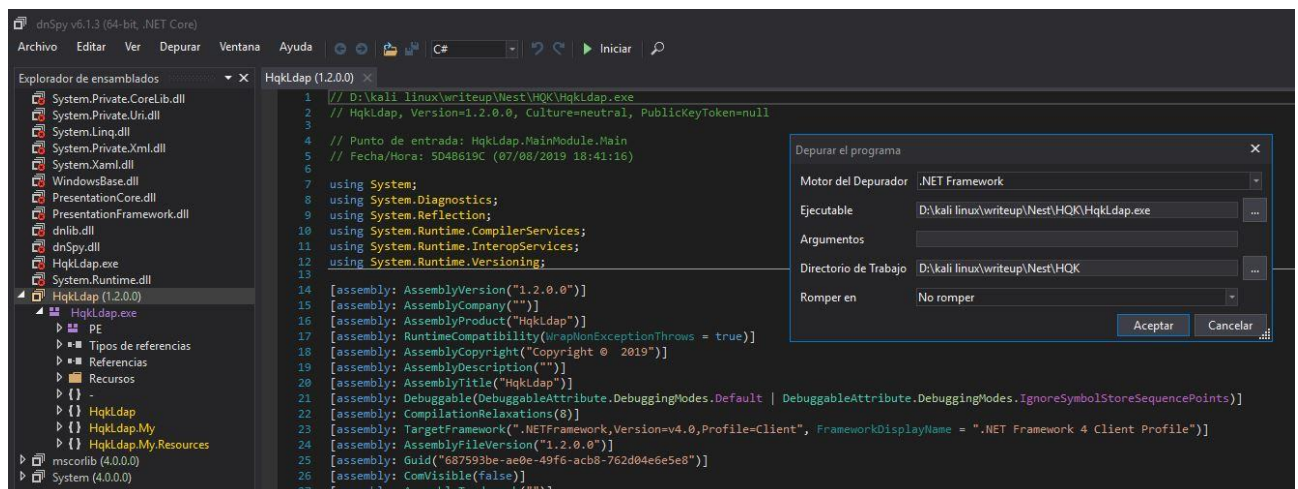 dnSpy v6.1.3 (64-bit, .NET Core)
Archivo Editar Ver Depurar Ventana Ayuda C# Iniciar
Explorador de ensamblados
System.Private.CoreLib.dll
System.Private.Uri.dll
System.Linq.dll
System.Private.Xml.dll
System.Xaml.dll
WindowsBase.dll
PresentationCore.dll
PresentationFramework.dll
dnlib.dll
dnSpy.dll
HqkLdap.exe
System.Runtime.dll
HqkLdap (1.2.0.0)
HqkLdap.exe
PE
Tipos de referencias
Referencias
Recursos
{ } -
{ } HqkLdap
{ } HqkLdap.My
{ } HqkLdap.My.Resources
mscorlib (4.0.0.0)
System (4.0.0.0)
HqkLdap (1.2.0.0)
1 // D:\kali linux\writeup\Nest\HQK\HqkLdap.exe
2 // HqkLdap, Version=1.2.0.0, Culture=neutral, PublicKeyToken=null
3
4 // Punto de entrada: HqkLdap.MainModule.Main
5 // Fecha/Hora: 5D48619C (07/08/2019 18:41:16)
6
7 using System;
8 using System.Diagnostics;
9 using System.Reflection;
10 using System.Runtime.CompilerServices;
11 using System.Runtime.InteropServices;
12 using System.Runtime.Versioning;
13
14 [assembly: AssemblyVersion("1.2.0.0")]
15 [assembly: AssemblyCompany("")]
16 [assembly: AssemblyProduct("HqkLdap")]
17 [assembly: RuntimeCompatibility(WrapNonExceptionThrows = true)]
18 [assembly: AssemblyCopyright("Copyright © 2019")]
19 [assembly: AssemblyDescription("")]
20 [assembly: AssemblyTitle("HqkLdap")]
21 [assembly: Debuggable(DebuggableAttribute.DebuggingModes.Default | DebuggableAttribute.DebuggingModes.IgnoreSymbolStoreSequencePoints)]
22 [assembly: CompilationRelaxations(8)]
23 [assembly: TargetFramework(".NETFramework,Version=v4.0,Profile=Client", FrameworkDisplayName = ".NET Framework 4 Client Profile")]
24 [assembly: AssemblyFileVersion("1.2.0.0")]
25 [assembly: Guid("687593be-ae0e-49f6-acb8-762d04e6e5e8")]
26 [assembly: ComVisible(false)]
Depurar el programa
Motor del Depurador .NET Framework
Ejecutable D:\kali linux\writeup\Nest\HQK\HqkLdap.exe ...
Argumentos
Directorio de Trabajo D:\kali linux\writeup\Nest\HQK ...
Romper en No romper
Aceptar Cancelar